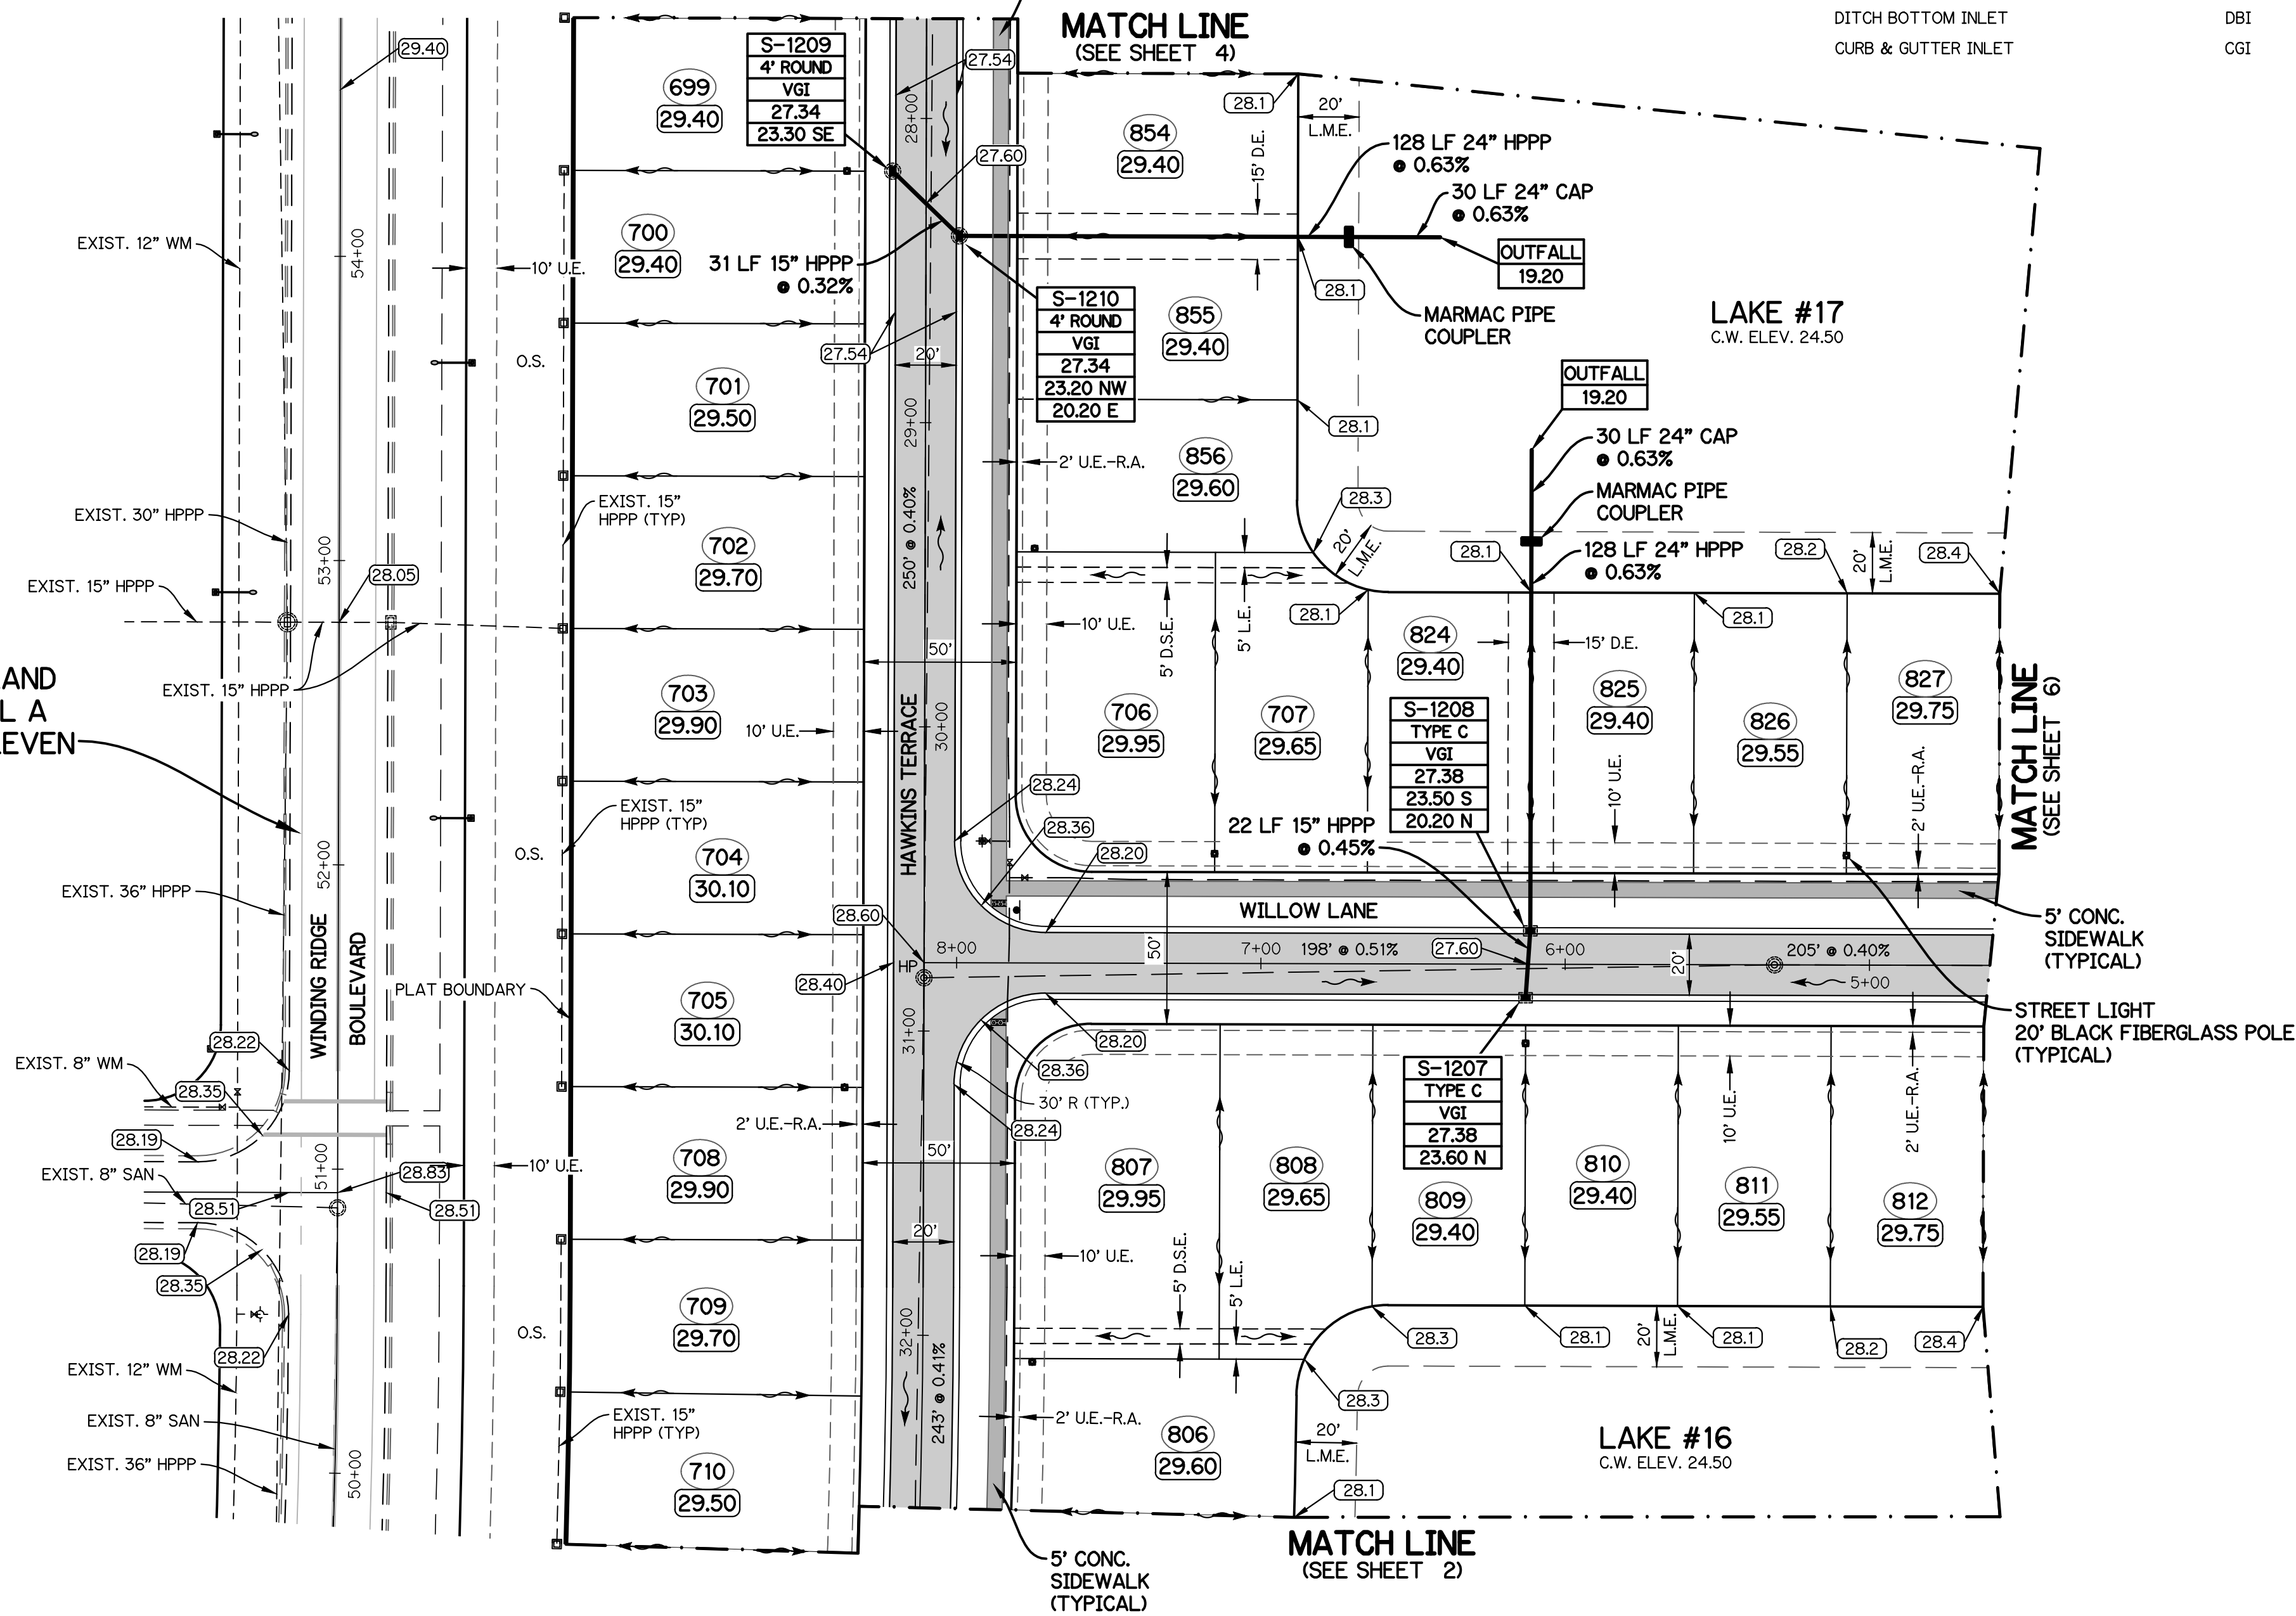 DITCH BOTTOM INLET DBI
CURB & GUTTER INLET CGI
MATCH LINE
(SEE SHEET 4)
29.40
S-1209
4' ROUND
VGI
27.34
23.30 SE
27.54
28+00
27.60
699
29.40
854
29.40
28.1
20'
L.M.E.
15' D.E.
128 LF 24" HPPP
@ 0.63%
30 LF 24" CAP
@ 0.63%
OUTFALL
19.20
MARMAC PIPE
COUPLER
28.1
EXIST. 12" WM
54+00
10' U.E.
700
29.40
31 LF 15" HPPP
@ 0.32%
S-1210
4' ROUND
VGI
27.34
23.20 NW
20.20 E
855
29.40
LAKE #17
C.W. ELEV. 24.50
O.S.
27.54
20'
701
29.50
29+00
28.1
OUTFALL
19.20
30 LF 24" CAP
@ 0.63%
MARMAC PIPE
COUPLER
128 LF 24" HPPP
@ 0.63%
2' U.E.-R.A.
856
29.60
28.3
20'
L.M.E.
EXIST. 30" HPPP
EXIST. 15"
HPPP (TYP)
250' @ 0.40%
702
29.70
53+00
28.05
EXIST. 15" HPPP
28.1
28.2
28.4
20'
L.M.E.
28.1
28.1
10' U.E.
5' D.S.E.
5' L.E.
50'
824
29.40
15' D.E.
AND
L A
EVEN
EXIST. 15" HPPP
703
29.90
10' U.E.
HAWKINS TERRACE
30+00
706
29.95
707
29.65
S-1208
TYPE C
VGI
27.38
23.50 S
20.20 N
825
29.40
826
29.55
827
29.75
10' U.E.
2' U.E.-R.A.
MATCH LINE
(SEE SHEET 6)
EXIST. 15"
HPPP (TYP)
28.24
28.36
28.20
22 LF 15" HPPP
@ 0.45%
O.S.
704
30.10
52+00
EXIST. 36" HPPP
WINDING RIDGE
BOULEVARD
28.60
WILLOW LANE
8+00
7+00
198' @ 0.51%
27.60
6+00
205' @ 0.40%
5+00
HP
50'
20'
28.40
5' CONC.
SIDEWALK
(TYPICAL)
PLAT BOUNDARY
705
30.10
31+00
STREET LIGHT
20' BLACK FIBERGLASS POLE
(TYPICAL)
28.22
28.20
28.36
EXIST. 8" WM
28.35
30' R (TYP.)
28.24
2' U.E.-R.A.
S-1207
TYPE C
VGI
27.38
23.60 N
10' U.E.
2' U.E.-R.A.
28.19
50'
EXIST. 8" SAN
51+00
28.83
10' U.E.
708
29.90
807
29.95
808
29.65
809
29.40
810
29.40
811
29.55
812
29.75
28.51
28.51
28.19
28.35
20'
10' U.E.
5' D.S.E.
5' L.E.
O.S.
709
29.70
32+00
243' @ 0.41%
28.22
EXIST. 12" WM
28.3
28.1
20'
L.M.E.
28.1
28.2
28.4
28.3
EXIST. 8" SAN
EXIST. 15"
HPPP (TYP)
2' U.E.-R.A.
806
29.60
20'
L.M.E.
LAKE #16
C.W. ELEV. 24.50
EXIST. 36" HPPP
50+00
710
29.50
28.1
MATCH LINE
(SEE SHEET 2)
5' CONC.
SIDEWALK
(TYPICAL)